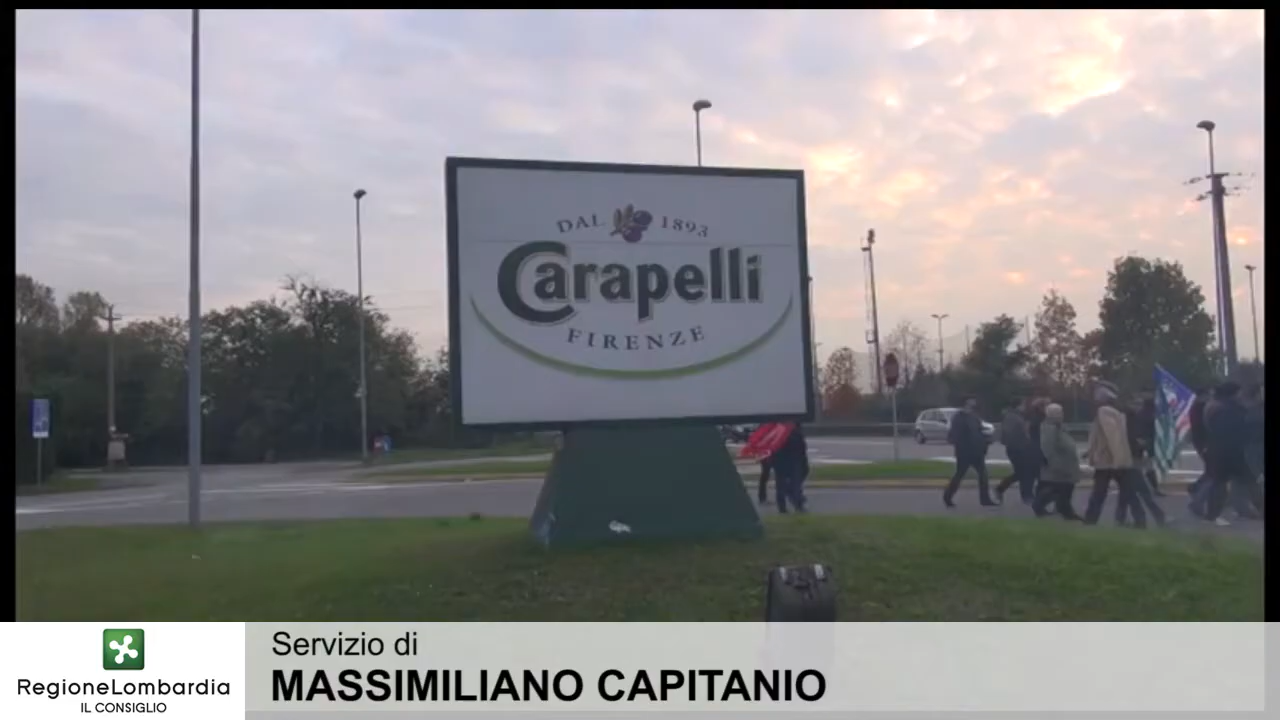 DAL 1893
Carapelli
FIRENZE
Servizio di
MASSIMILIANO CAPITANIO
RegioneLombardia
IL CONSIGLIO